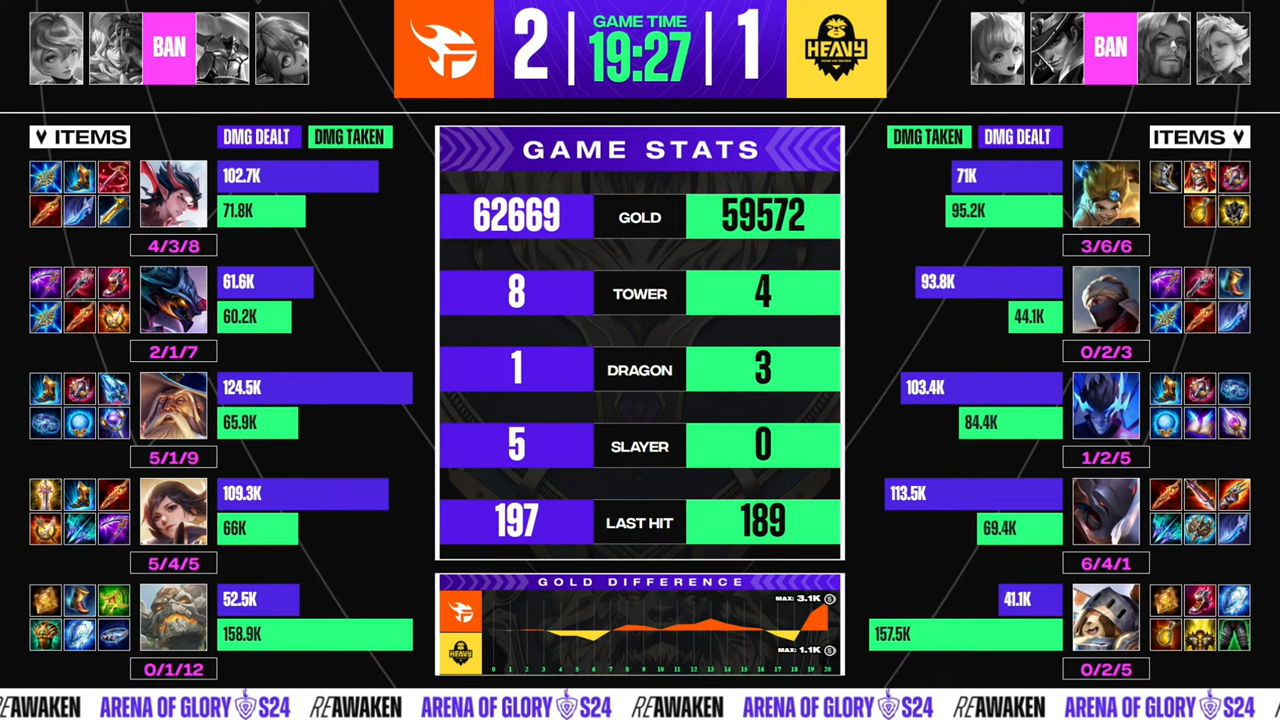 BAN
2
GAME TIME
19:27
1
HEAVY
BAN
ITEMS
DMG DEALT
DMG TAKEN
102.7K
71.8K
4/3/8
61.6K
60.2K
2/1/7
124.5K
65.9K
5/1/9
109.3K
66K
5/4/5
52.5K
158.9K
0/1/12
GAME STATS
62669 GOLD 59572
8 TOWER 4
1 DRAGON 3
5 SLAYER 0
197 LAST HIT 189
GOLD DIFFERENCE
MAX: 3.1K
HEAVY
MAX: 1.1K
0 1 2 3 4 5 6 7 8 9 10 11 12 13 14 15 16 17 18 19 20
DMG TAKEN
DMG DEALT
ITEMS
71K
95.2K
3/6/6
93.8K
44.1K
0/2/3
103.4K
84.4K
1/2/5
113.5K
69.4K
6/4/1
41.1K
157.5K
0/2/5
REAWAKEN ARENA OF GLORY S24 REAWAKEN ARENA OF GLORY S24 REAWAKEN ARENA OF GLORY S24 REAWAKEN ARENA OF GLORY S24